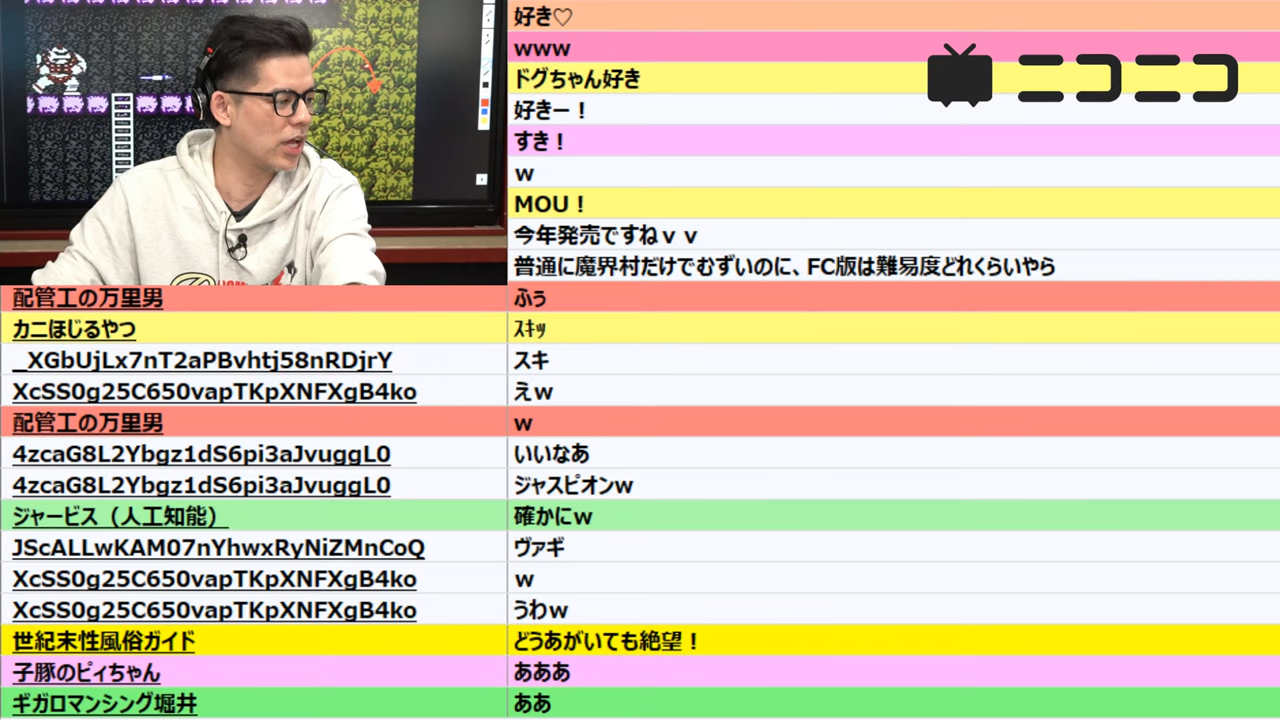 好き♡
www
ニコニコ
ドグちゃん好き
好きー！
すき！
w
MOU！
今年発売ですねｖｖ
普通に魔界村だけでむずいのに、FC版は難易度どれくらいやら
配管工の万里男 ふぅ
カニほじるやつ ｽｷｯ
_XGbUjLx7nT2aPBvhtj58nRDjrY スキ
XcSS0g25C650vapTKpXNFXgB4ko えw
配管工の万里男 w
4zcaG8L2Ybgz1dS6pi3aJvuggL0 いいなあ
4zcaG8L2Ybgz1dS6pi3aJvuggL0 ジャスピオンw
ジャービス（人工知能） 確かにw
JScALLwKAM07nYhwxRyNiZMnCoQ ヴァギ
XcSS0g25C650vapTKpXNFXgB4ko w
XcSS0g25C650vapTKpXNFXgB4ko うわw
世紀末性風俗ガイド どうあがいても絶望！
子豚のピィちゃん あああ
ギガロマンシング堀井 ああ